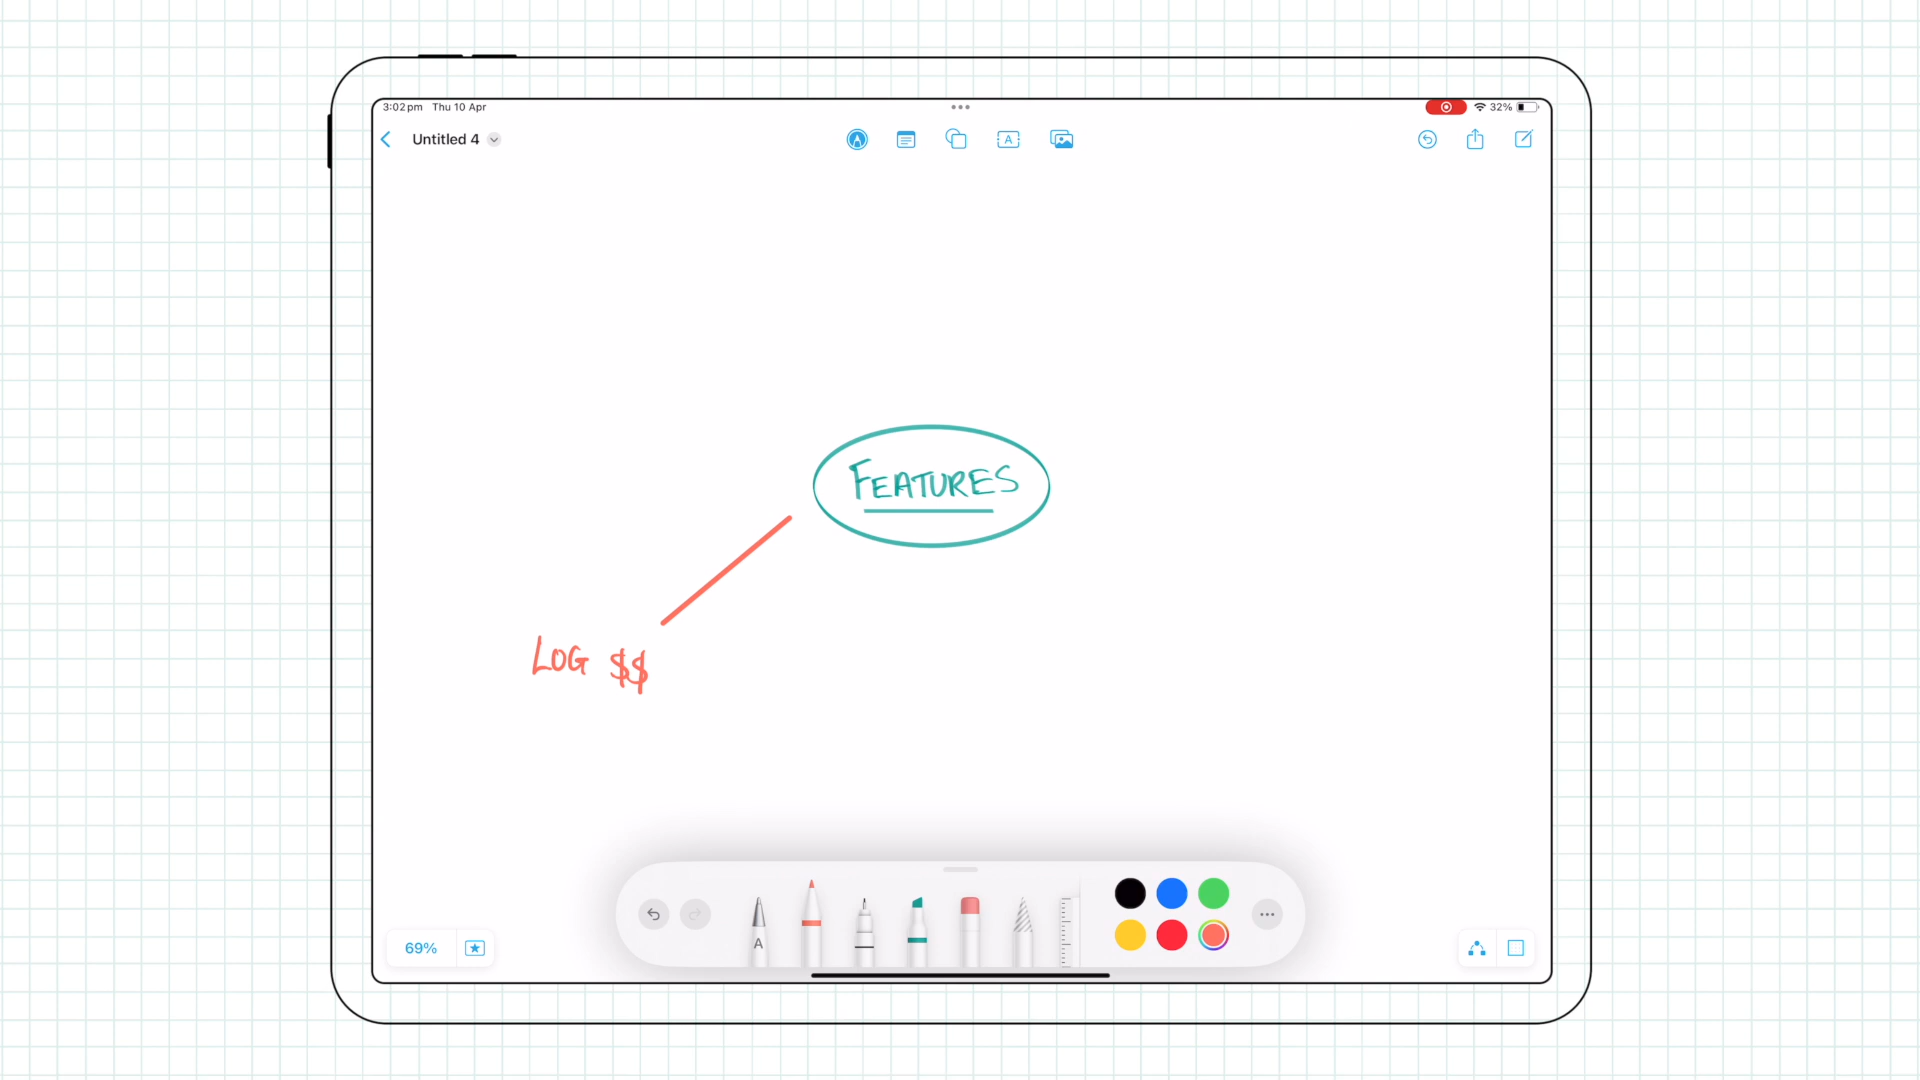 3:02 pm Thu 10 Apr
32%
Untitled 4
A
FEATURES
LOG $$
A
69%